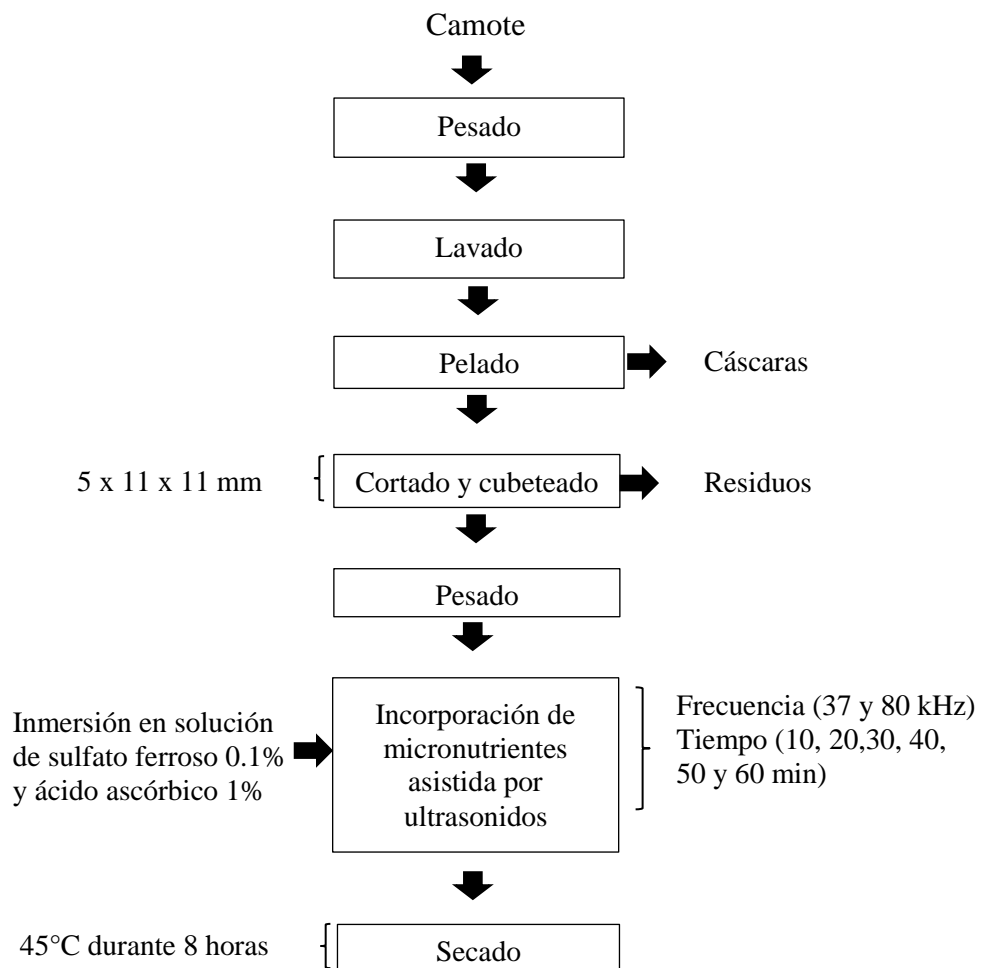 Camote
Pesado
Lavado
Pelado
Cáscaras
5 x 11 x 11 mm
Cortado y cubeteado
Residuos
Pesado
Inmersión en solución
de sulfato ferroso 0.1%
y ácido ascórbico 1%
Incorporación de
micronutrientes
asistida por
ultrasonidos
Frecuencia (37 y 80 kHz)
Tiempo (10, 20,30, 40,
50 y 60 min)
45°C durante 8 horas
Secado